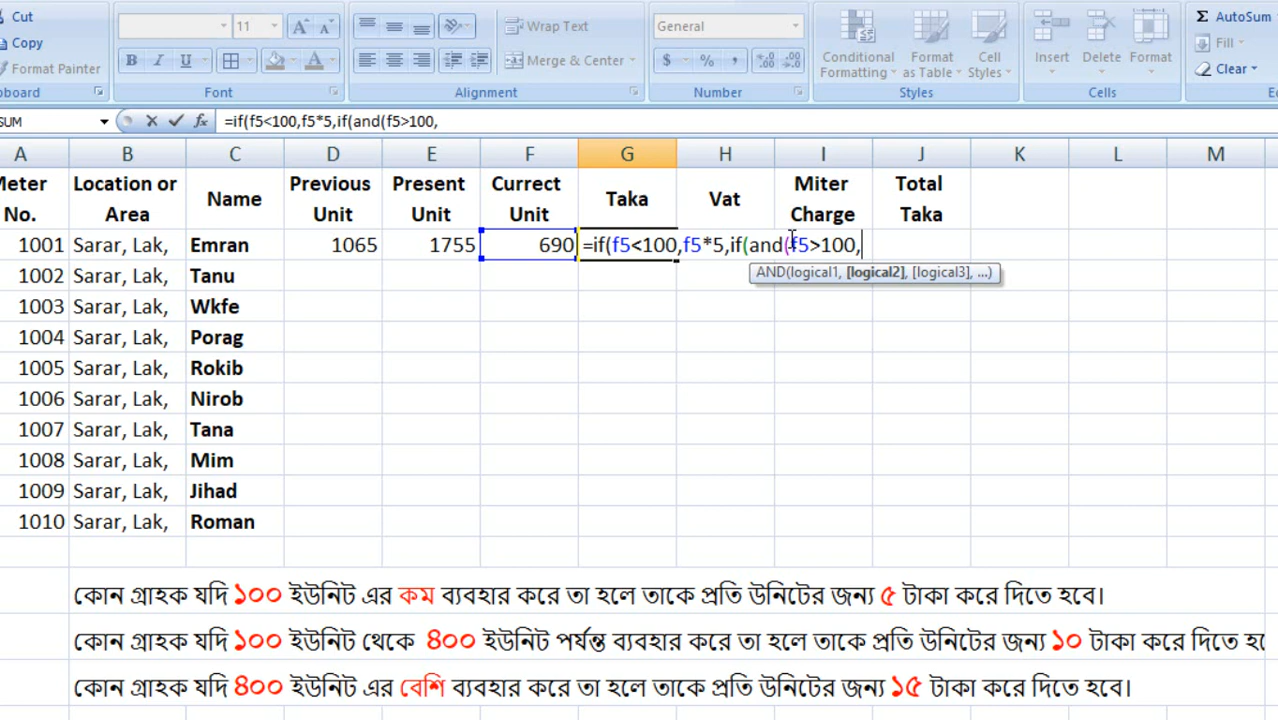 Cut
11
Wrap Text
General
AutoSum
Copy
Fill
Format Painter
B I U
Merge & Center
$ % ,
Conditional Formatting
Format as Table
Cell Styles
Insert
Delete
Format
Clear
board
Font
Alignment
Number
Styles
Cells
SUM
fx
=if(f5<100,f5*5,if(and(f5>100,
A B C D E F G H I J K L M
Meter Location or Name Previous Present Currect Taka Vat Miter Total
No. Area Unit Unit Unit Charge Taka
1001 Sarar, Lak, Emran 1065 1755 690 =if(f5<100,f5*5,if(and(f5>100,
1002 Sarar, Lak, Tanu
AND(logical1, [logical2], [logical3], ...)
1003 Sarar, Lak, Wkfe
1004 Sarar, Lak, Porag
1005 Sarar, Lak, Rokib
1006 Sarar, Lak, Nirob
1007 Sarar, Lak, Tana
1008 Sarar, Lak, Mim
1009 Sarar, Lak, Jihad
1010 Sarar, Lak, Roman
কোন গ্রাহক যদি ১০০ ইউনিট এর কম ব্যবহার করে তা হলে তাকে প্রতি উনিটের জন্য ৫ টাকা করে দিতে হবে।
কোন গ্রাহক যদি ১০০ ইউনিট থেকে ৪০০ ইউনিট পর্যন্ত ব্যবহার করে তা হলে তাকে প্রতি উনিটের জন্য ১০ টাকা করে দিতে
কোন গ্রাহক যদি ৪০০ ইউনিট এর বেশি ব্যবহার করে তা হলে তাকে প্রতি উনিটের জন্য ১৫ টাকা করে দিতে হবে।